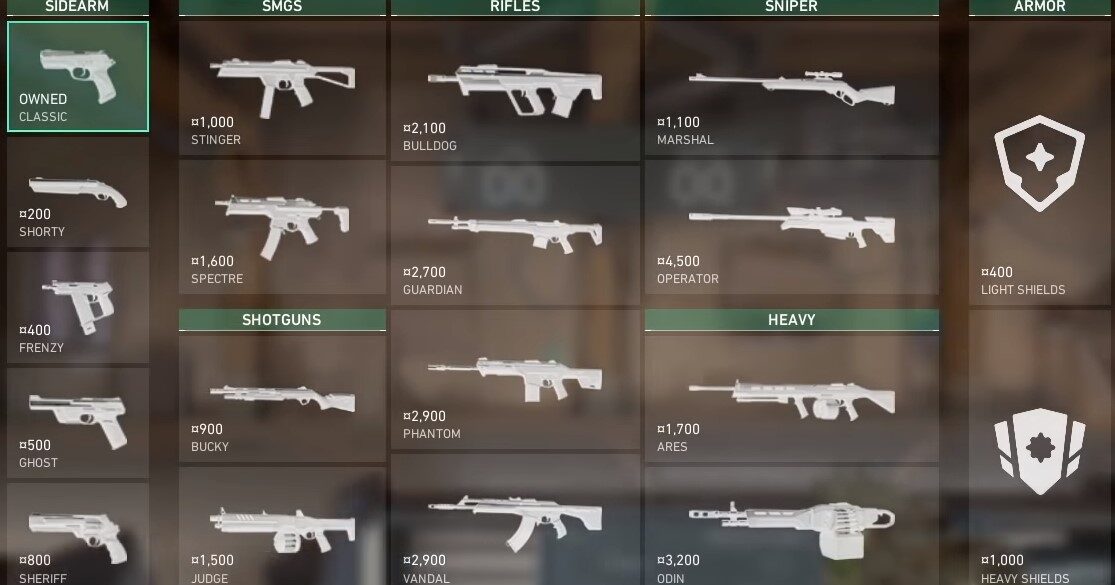 SIDEARM
OWNED
CLASSIC
¤200
SHORTY
¤400
FRENZY
¤500
GHOST
¤800
SHERIFF
SMGS
¤1,000
STINGER
¤1,600
SPECTRE
SHOTGUNS
¤900
BUCKY
¤1,500
JUDGE
RIFLES
¤2,100
BULLDOG
¤2,700
GUARDIAN
¤2,900
PHANTOM
¤2,900
VANDAL
SNIPER
¤1,100
MARSHAL
¤4,500
OPERATOR
HEAVY
¤1,700
ARES
¤3,200
ODIN
ARMOR
¤400
LIGHT SHIELDS
¤1,000
HEAVY SHIELDS